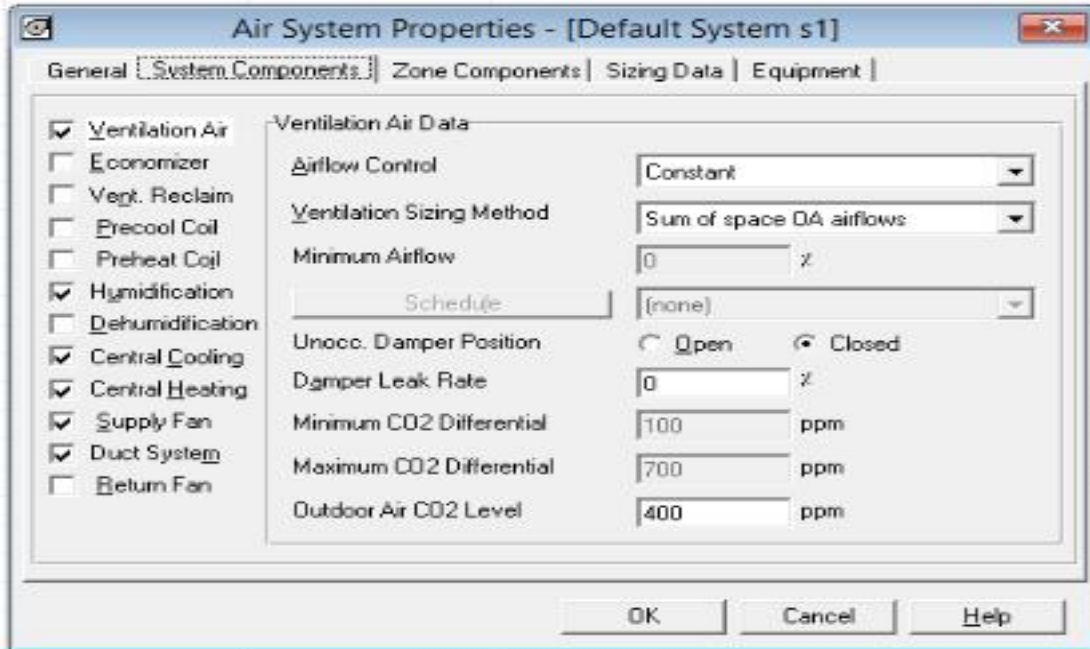 Air System Properties - [Default System s1]
General System Components Zone Components Sizing Data Equipment
Ventilation Air
Economizer
Vent. Reclaim
Precool Coil
Preheat Coil
Humidification
Dehumidification
Central Cooling
Central Heating
Supply Fan
Duct System
Return Fan
Ventilation Air Data
Airflow Control Constant
Ventilation Sizing Method Sum of space OA airflows
Minimum Airflow 0 %
Schedule (none)
Unocc. Damper Position Open Closed
Damper Leak Rate 0 %
Minimum CO2 Differential 100 ppm
Maximum CO2 Differential 700 ppm
Outdoor Air CO2 Level 400 ppm
OK Cancel Help